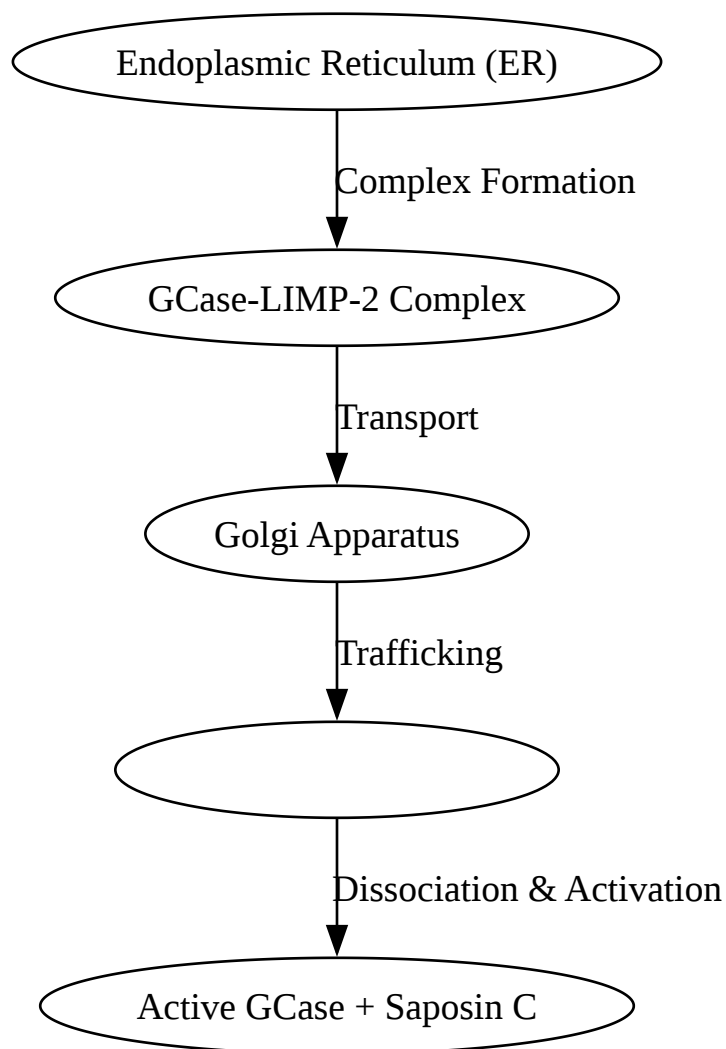 Endoplasmic Reticulum (ER)
Complex Formation
GCase-LIMP-2 Complex
Transport
Golgi Apparatus
Trafficking
Dissociation & Activation
Active GCase + Saposin C